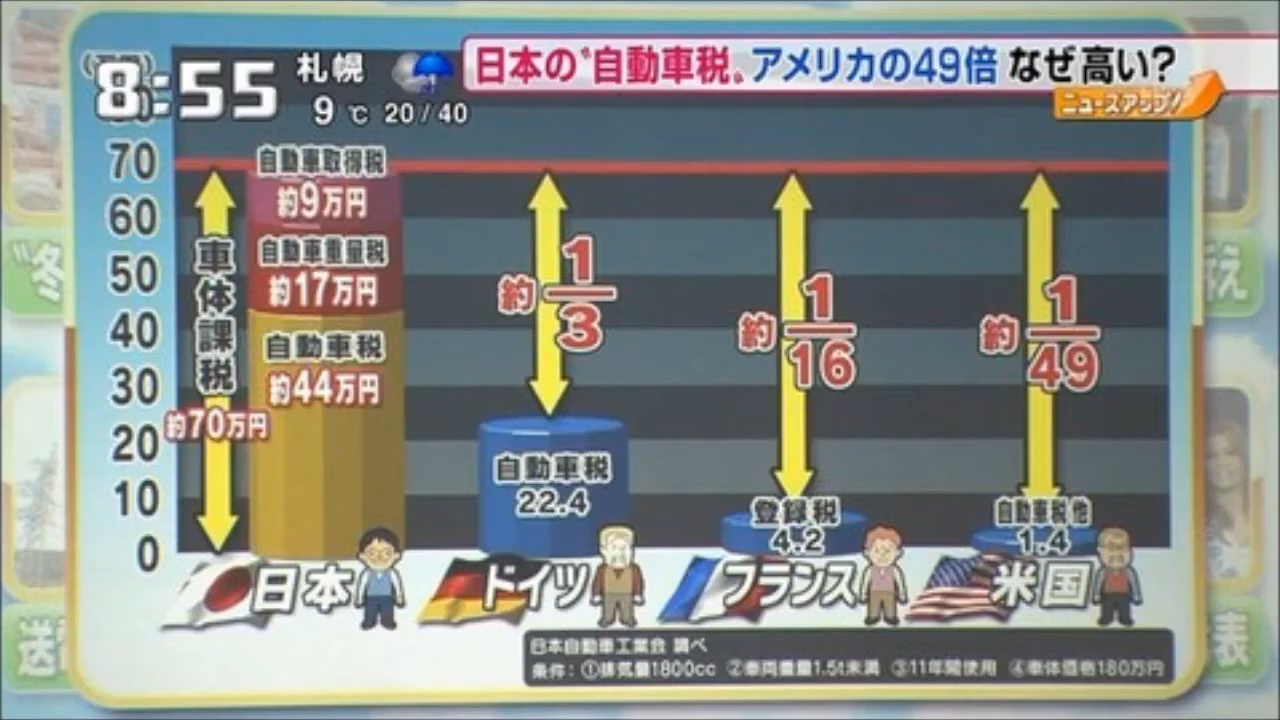 8:55
札幌
9℃ 20/40
日本の“自動車税„アメリカの49倍 なぜ高い?
ニュースアップ!
70
60
50
40
30
20
10
0
車体課税
約70万円
自動車取得税
約9万円
自動車重量税
約17万円
自動車税
約44万円
約1/3
自動車税
22.4
約1/16
登録税
4.2
約1/49
自動車税他
1.4
日本
ドイツ
フランス
米国
日本自動車工業会 調べ
条件:①排気量1800cc ②車両重量1.5t未満 ③11年間使用 ④車体価格180万円
“冬
送
え
表